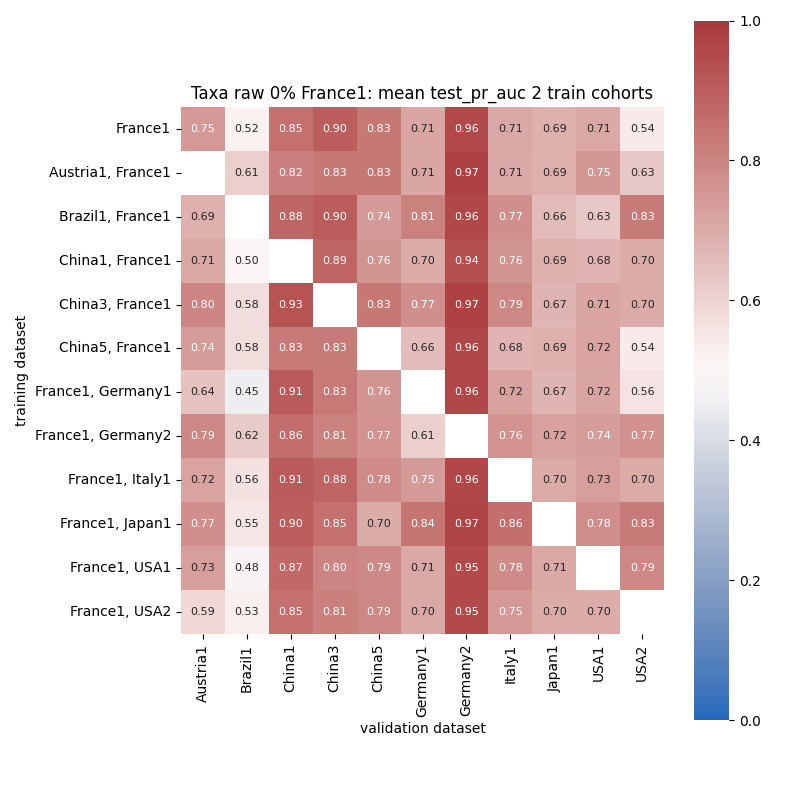 Taxa raw 0% France1: mean test_pr_auc 2 train cohorts
France1 0.75 0.52 0.85 0.90 0.83 0.71 0.96 0.71 0.69 0.71 0.54
Austria1, France1 0.61 0.82 0.83 0.83 0.71 0.97 0.71 0.69 0.75 0.63
Brazil1, France1 0.69 0.88 0.90 0.74 0.81 0.96 0.77 0.66 0.63 0.83
China1, France1 0.71 0.50 0.89 0.76 0.70 0.94 0.76 0.69 0.68 0.70
China3, France1 0.80 0.58 0.93 0.83 0.77 0.97 0.79 0.67 0.71 0.70
China5, France1 0.74 0.58 0.83 0.83 0.66 0.96 0.68 0.69 0.72 0.54
France1, Germany1 0.64 0.45 0.91 0.83 0.76 0.96 0.72 0.67 0.72 0.56
France1, Germany2 0.79 0.62 0.86 0.81 0.77 0.61 0.76 0.72 0.74 0.77
France1, Italy1 0.72 0.56 0.91 0.88 0.78 0.75 0.96 0.70 0.73 0.70
France1, Japan1 0.77 0.55 0.90 0.85 0.70 0.84 0.97 0.86 0.78 0.83
France1, USA1 0.73 0.48 0.87 0.80 0.79 0.71 0.95 0.78 0.71 0.79
France1, USA2 0.59 0.53 0.85 0.81 0.79 0.70 0.95 0.75 0.70 0.70
Austria1 Brazil1 China1 China3 China5 Germany1 Germany2 Italy1 Japan1 USA1 USA2
validation dataset
training dataset
1.0
0.8
0.6
0.4
0.2
0.0